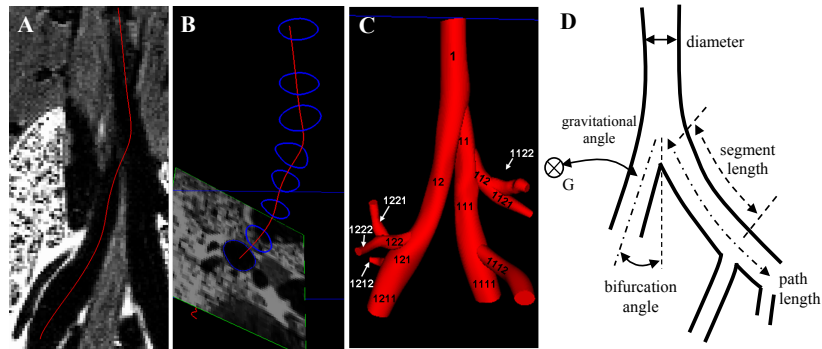 A
B
C
D
1
11
12
1122
112
1121
111
1221
1222
122
121
1212
1211
1112
1111
diameter
gravitational
angle
segment
length
G
bifurcation
angle
path
length